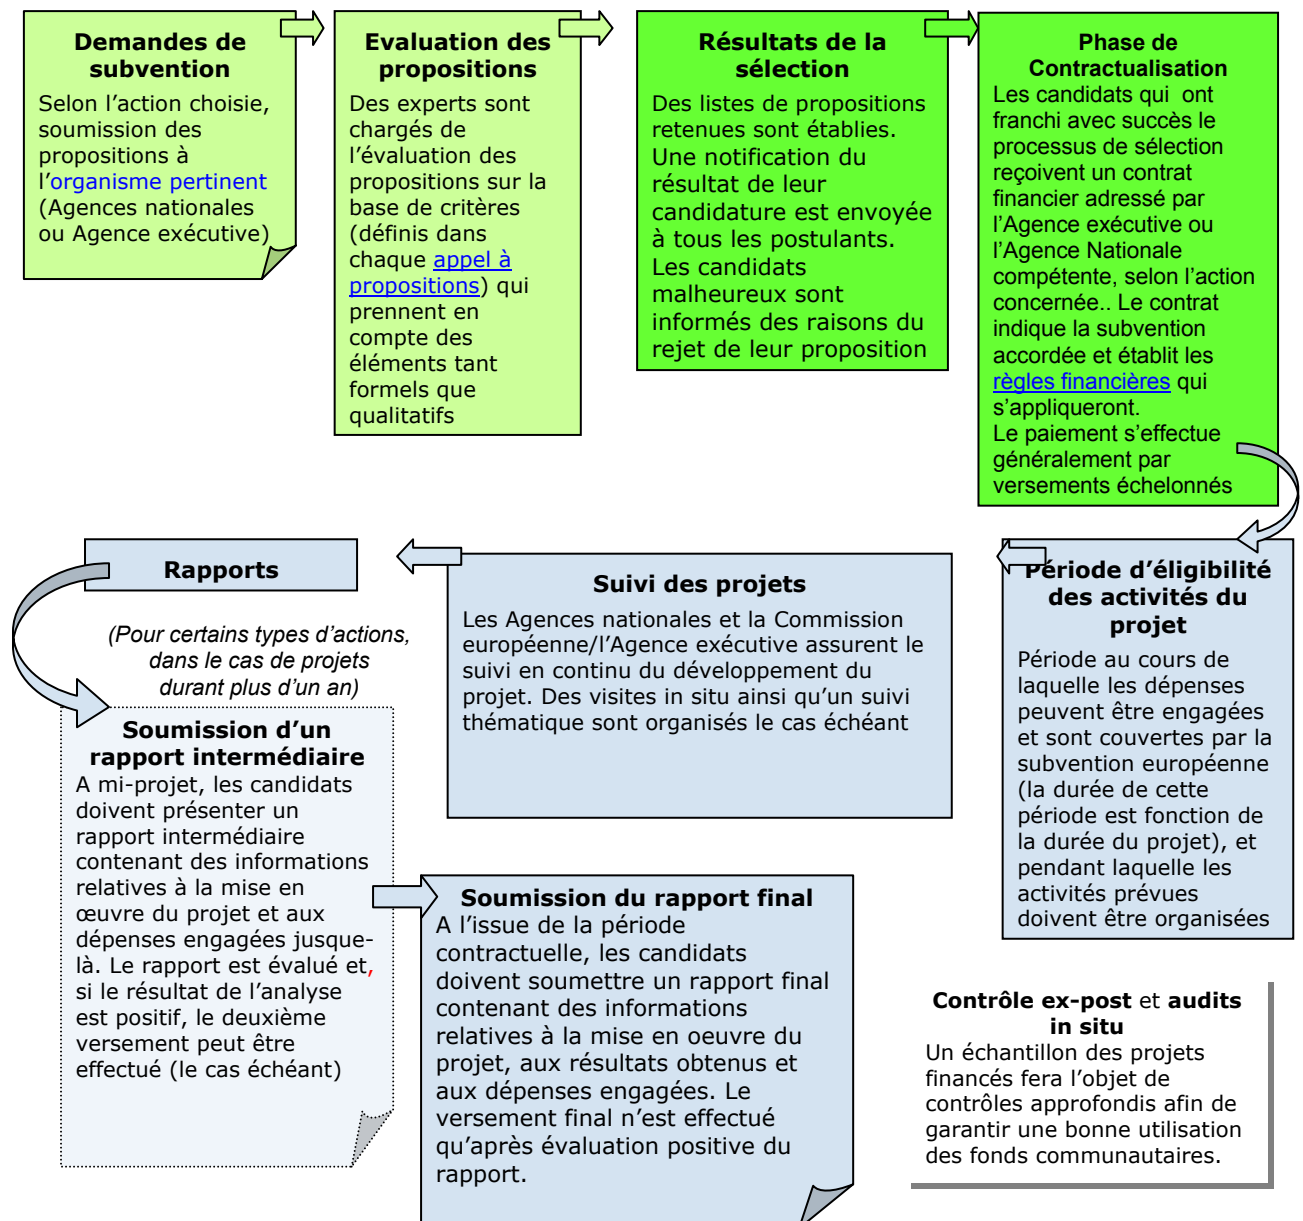 Demandes de
subvention
Selon l’action choisie,
soumission des
propositions à
l’organisme pertinent
(Agences nationales
ou Agence exécutive)
Evaluation des
propositions
Des experts sont
chargés de
l’évaluation des
propositions sur la
base de critères
(définis dans
chaque appel à
propositions) qui
prennent en
compte des
éléments tant
formels que
qualitatifs
Résultats de la
sélection
Des listes de propositions
retenues sont établies.
Une notification du
résultat de leur
candidature est envoyée
à tous les postulants.
Les candidats
malheureux sont
informés des raisons du
rejet de leur proposition
Phase de
Contractualisation
Les candidats qui ont
franchi avec succès le
processus de sélection
reçoivent un contrat
financier adressé par
l’Agence exécutive ou
l’Agence Nationale
compétente, selon l’action
concernée.. Le contrat
indique la subvention
accordée et établit les
règles financières qui
s’appliqueront.
Le paiement s’effectue
généralement par
versements échelonnés
Période d’éligibilité
des activités du
projet
Période au cours de
laquelle les dépenses
peuvent être engagées
et sont couvertes par la
subvention européenne
(la durée de cette
période est fonction de
la durée du projet), et
pendant laquelle les
activités prévues
doivent être organisées
Suivi des projets
Les Agences nationales et la Commission
européenne/l’Agence exécutive assurent le
suivi en continu du développement du
projet. Des visites in situ ainsi qu’un suivi
thématique sont organisés le cas échéant
Rapports
(Pour certains types d’actions,
dans le cas de projets
durant plus d’un an)
Soumission d’un
rapport intermédiaire
A mi-projet, les candidats
doivent présenter un
rapport intermédiaire
contenant des informations
relatives à la mise en
œuvre du projet et aux
dépenses engagées jusque-
là. Le rapport est évalué et,
si le résultat de l’analyse
est positif, le deuxième
versement peut être
effectué (le cas échéant)
Soumission du rapport final
A l’issue de la période
contractuelle, les candidats
doivent soumettre un rapport final
contenant des informations
relatives à la mise en oeuvre du
projet, aux résultats obtenus et
aux dépenses engagées. Le
versement final n’est effectué
qu’après évaluation positive du
rapport.
Contrôle ex-post et audits
in situ
Un échantillon des projets
financés fera l’objet de
contrôles approfondis afin de
garantir une bonne utilisation
des fonds communautaires.